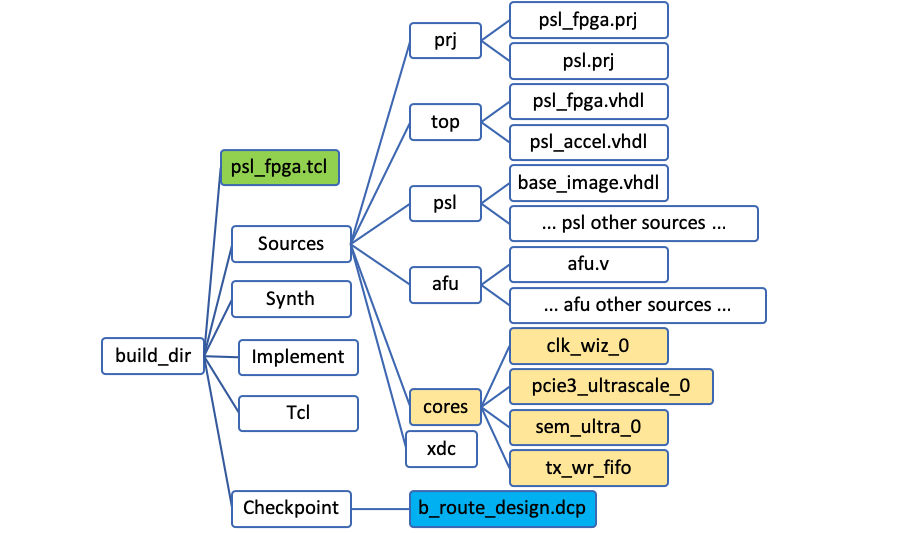 build_dir
psl_fpga.tcl
Sources
prj
psl_fpga.prj
psl.prj
top
psl_fpga.vhdl
psl_accel.vhdl
psl
base_image.vhdl
... psl other sources ...
afu
afu.v
... afu other sources ...
cores
clk_wiz_0
pcie3_ultrascale_0
sem_ultra_0
tx_wr_fifo
xdc
Synth
Implement
Tcl
Checkpoint
b_route_design.dcp